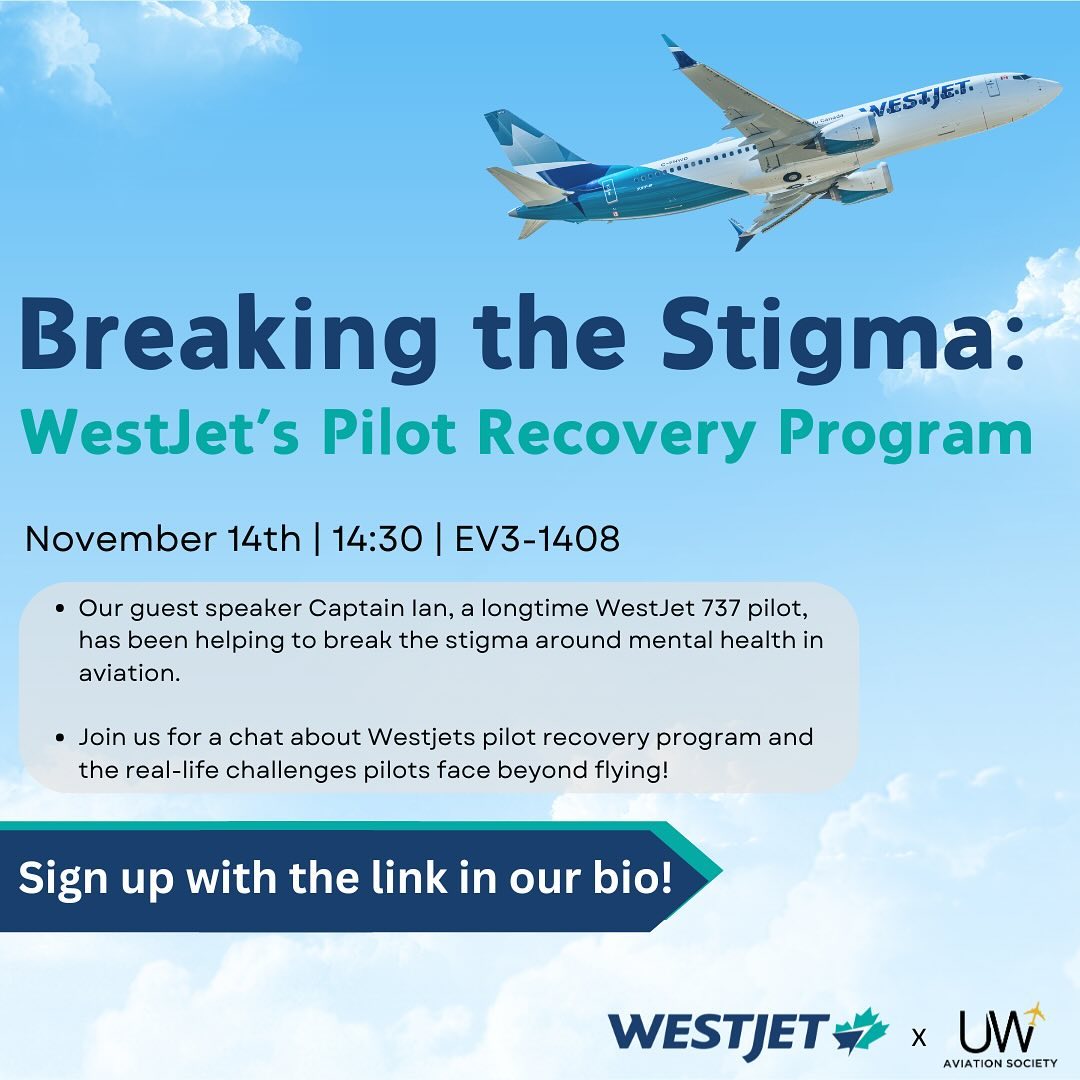 WESTJET
Breaking the Stigma:
WestJet's Pilot Recovery Program
November 14th | 14:30 | EV3-1408
• Our guest speaker Captain Ian, a longtime WestJet 737 pilot,
has been helping to break the stigma around mental health in
aviation.
• Join us for a chat about Westjets pilot recovery program and
the real-life challenges pilots face beyond flying!
Sign up with the link in our bio!
WESTJET x UW
AVIATION SOCIETY